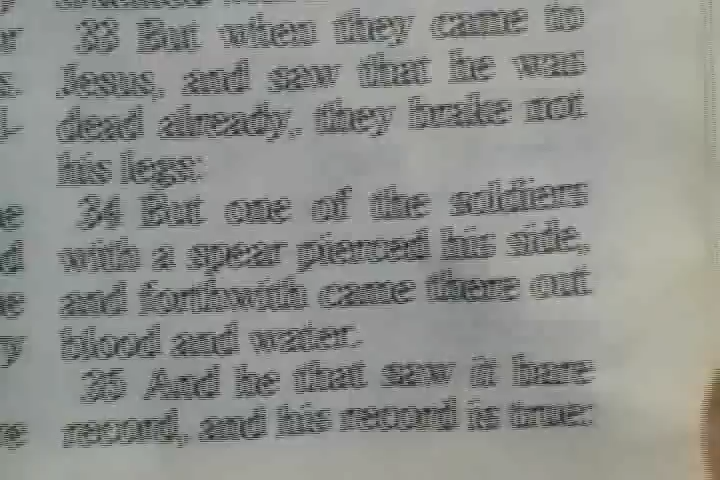 33 But when they came to
Jesus, and saw that he was
dead already, they brake not
his legs:
34 But one of the soldiers
with a spear pierced his side,
and forthwith came there out
blood and water.
35 And he that saw it bare
record, and his record is true: